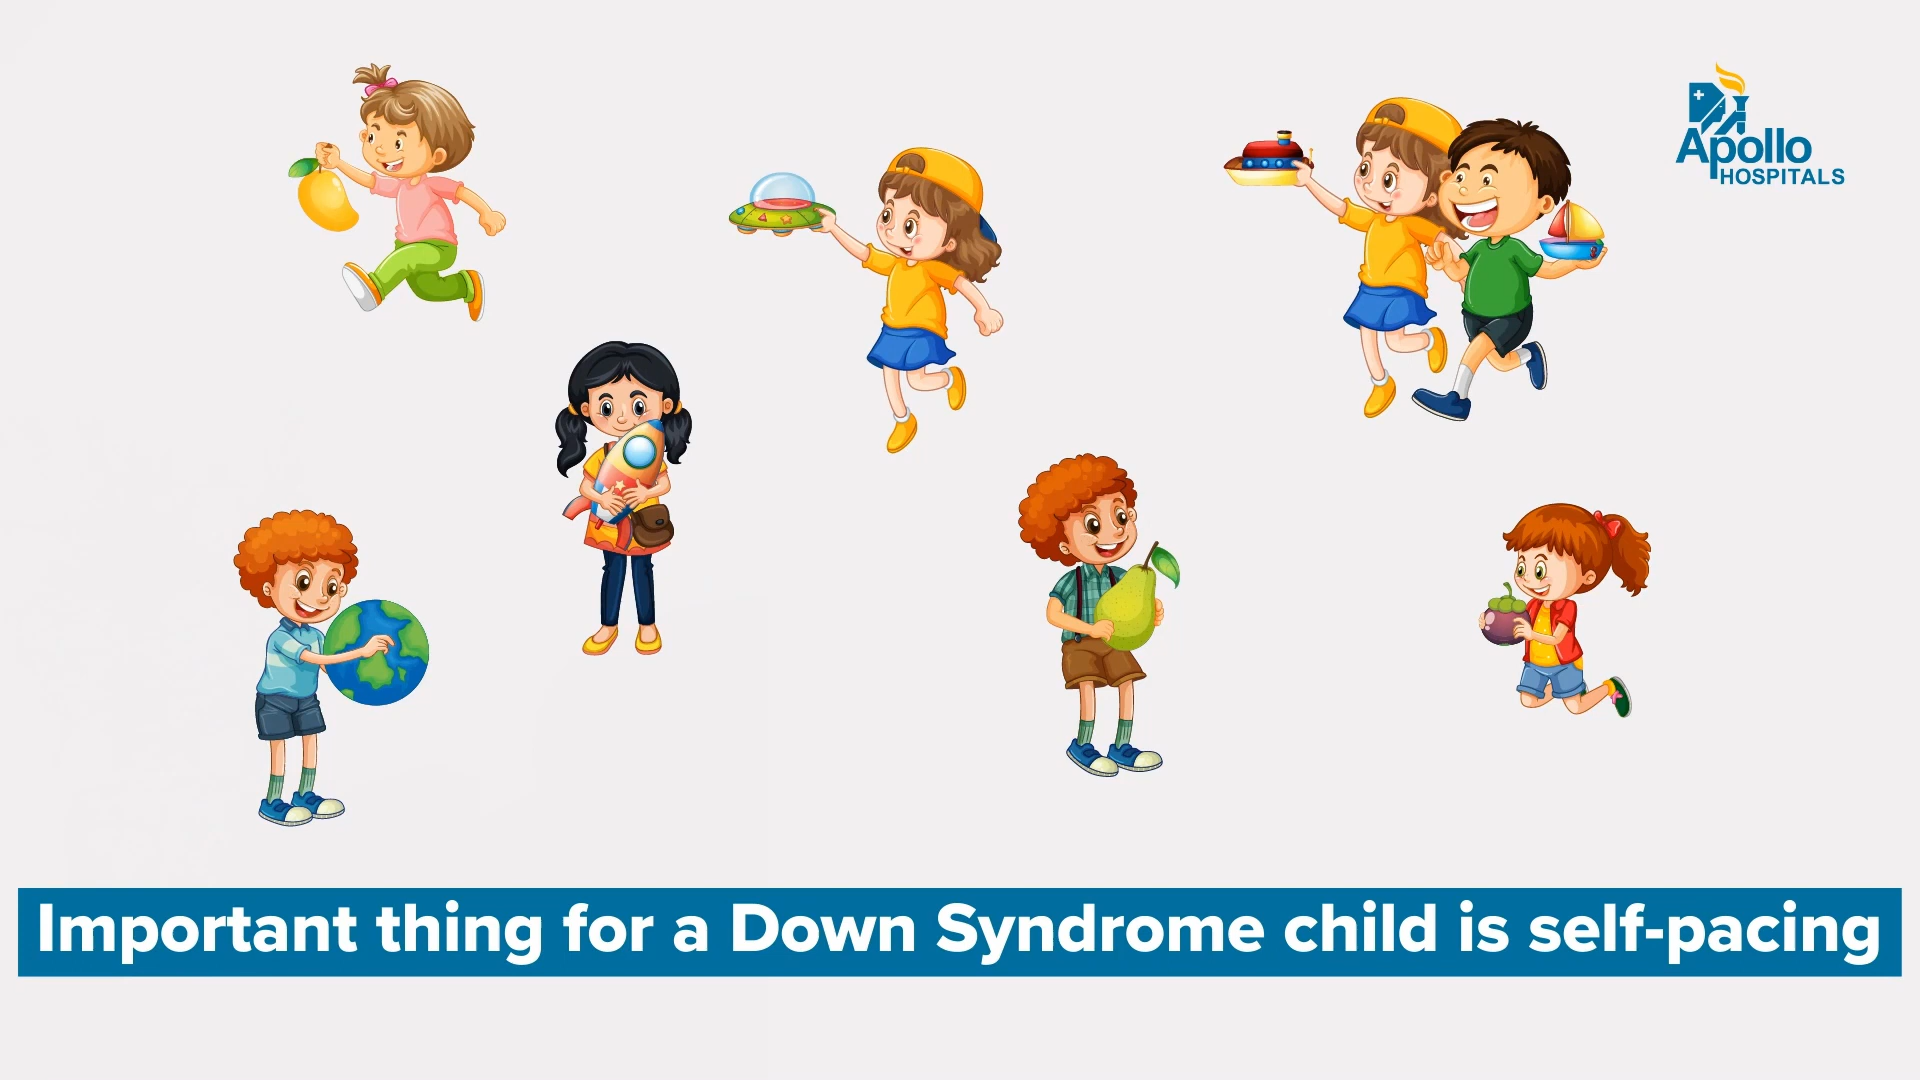 Apollo
HOSPITALS
Important thing for a Down Syndrome child is self-pacing